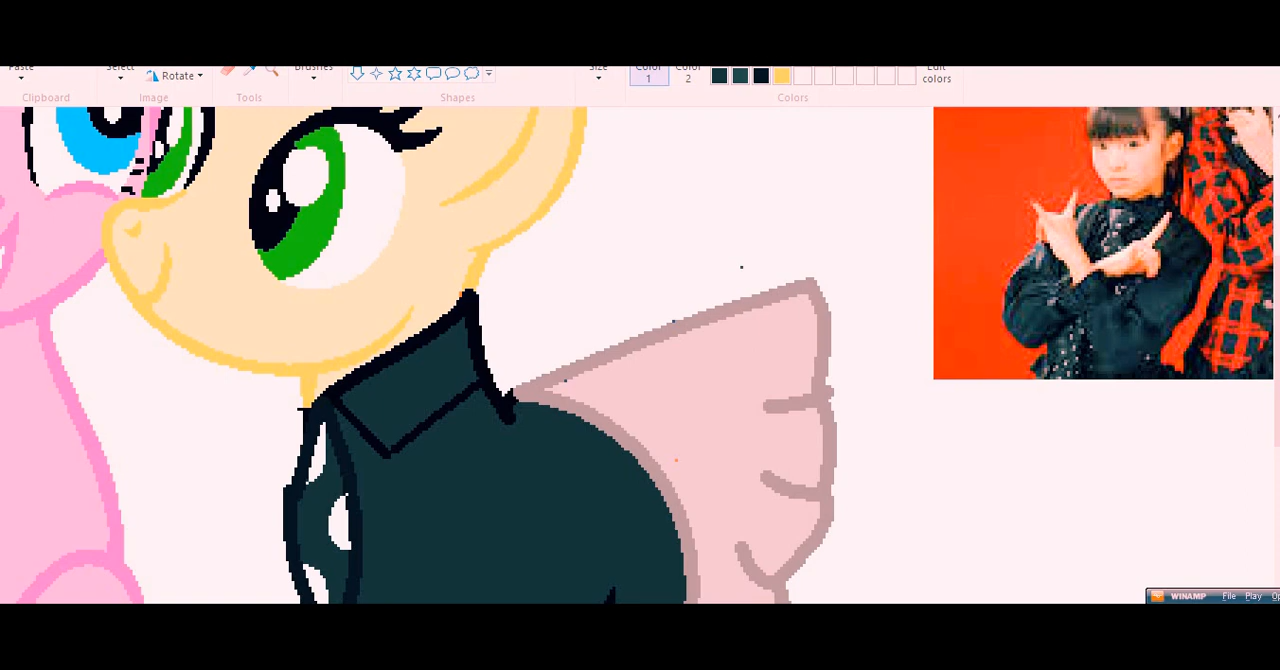 Paste Select Brushes Size Color Color Edit
Rotate 1 2 colors
Clipboard Image Tools Shapes Colors
WINAMP File Play